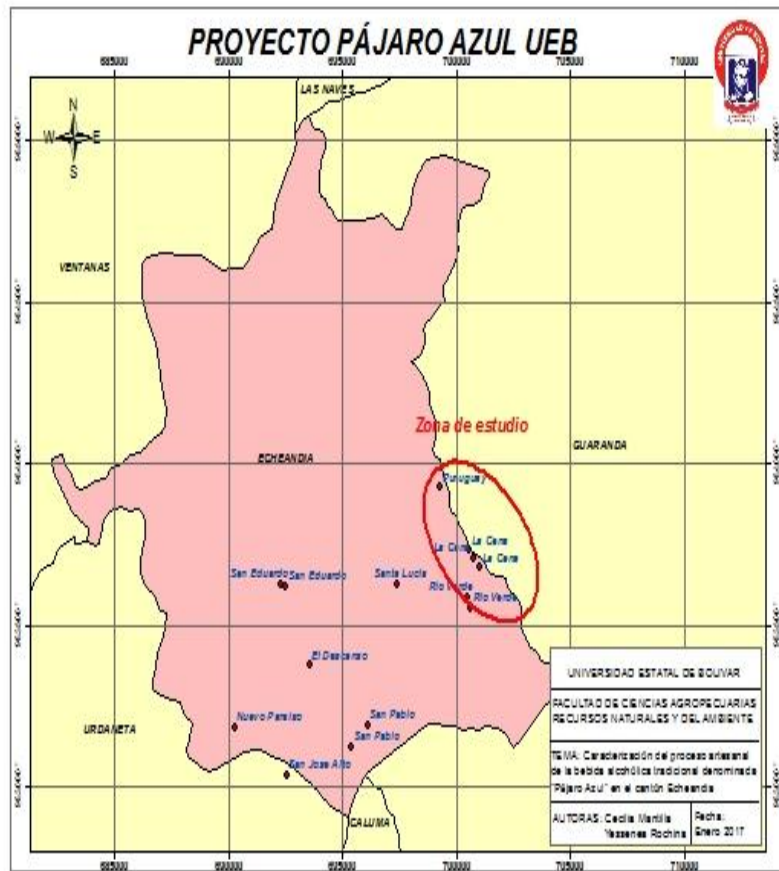 PROYECTO PÁJARO AZUL UEB
685000 690000 695000 700000 705000 710000
LAS NAVES
N
W E
S
VENTANAS
Zona de estudio
GUARANDA
ECHEANDIA
Puruguay
La Cena
La Cena
La Cena
San Eduardo
San Eduardo
Santa Lucia
Rio Verde
Rio Verde
El Descanso
Nuevo Paraiso
San Pablo
San Pablo
URDANETA
San Jose Alto
CALUMA
UNIVERSIDAD ESTATAL DE BOLIVAR
FACULTAD DE CIENCIAS AGROPECUARIAS
RECURSOS NATURALES Y DEL AMBIENTE
TEMA: Caracterización del proceso artesanal
de la bebida alcohólica tradicional denominada
"Pájaro Azul" en el cantón Echeandia
AUTORAS: Cecilia Mantilla
Yessenea Rochina
Fecha:
Enero 2017
685000 690000 695000 700000 705000 710000